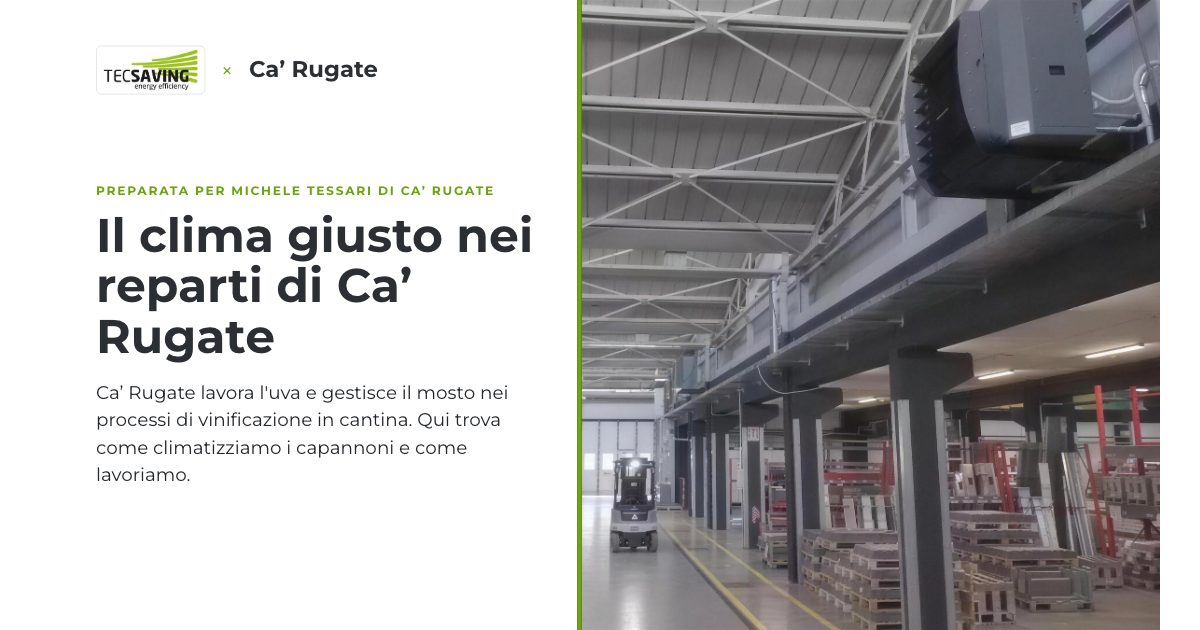 TECSAVING
energy efficiency
× Ca’ Rugate
PREPARATA PER MICHELE TESSARI DI CA’ RUGATE
Il clima giusto nei
reparti di Ca’
Rugate
Ca’ Rugate lavora l'uva e gestisce il mosto nei
processi di vinificazione in cantina. Qui trova
come climatizziamo i capannoni e come
lavoriamo.